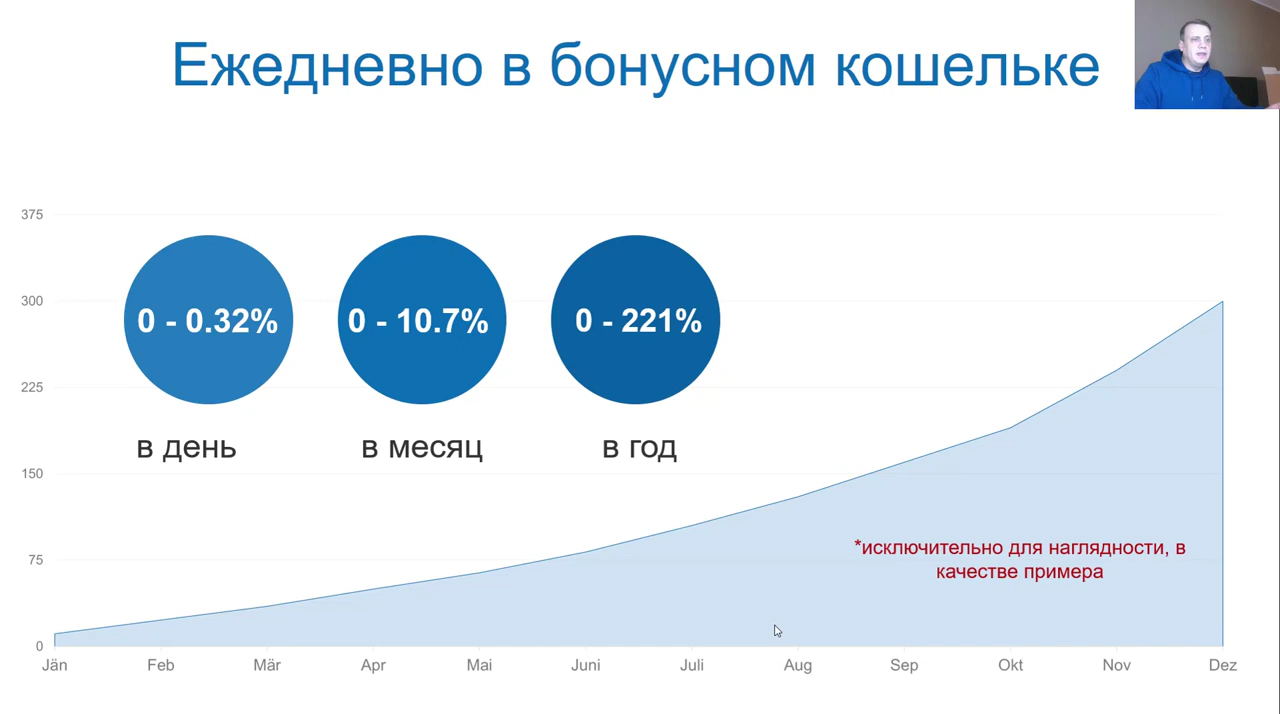 Ежедневно в бонусном кошельке
375
300
225
150
75
0
0 - 0.32%
0 - 10.7%
0 - 221%
в день
в месяц
в год
*исключительно для наглядности, в
качестве примера
Jän Feb Mär Apr Mai Juni Juli Aug Sep Okt Nov Dez